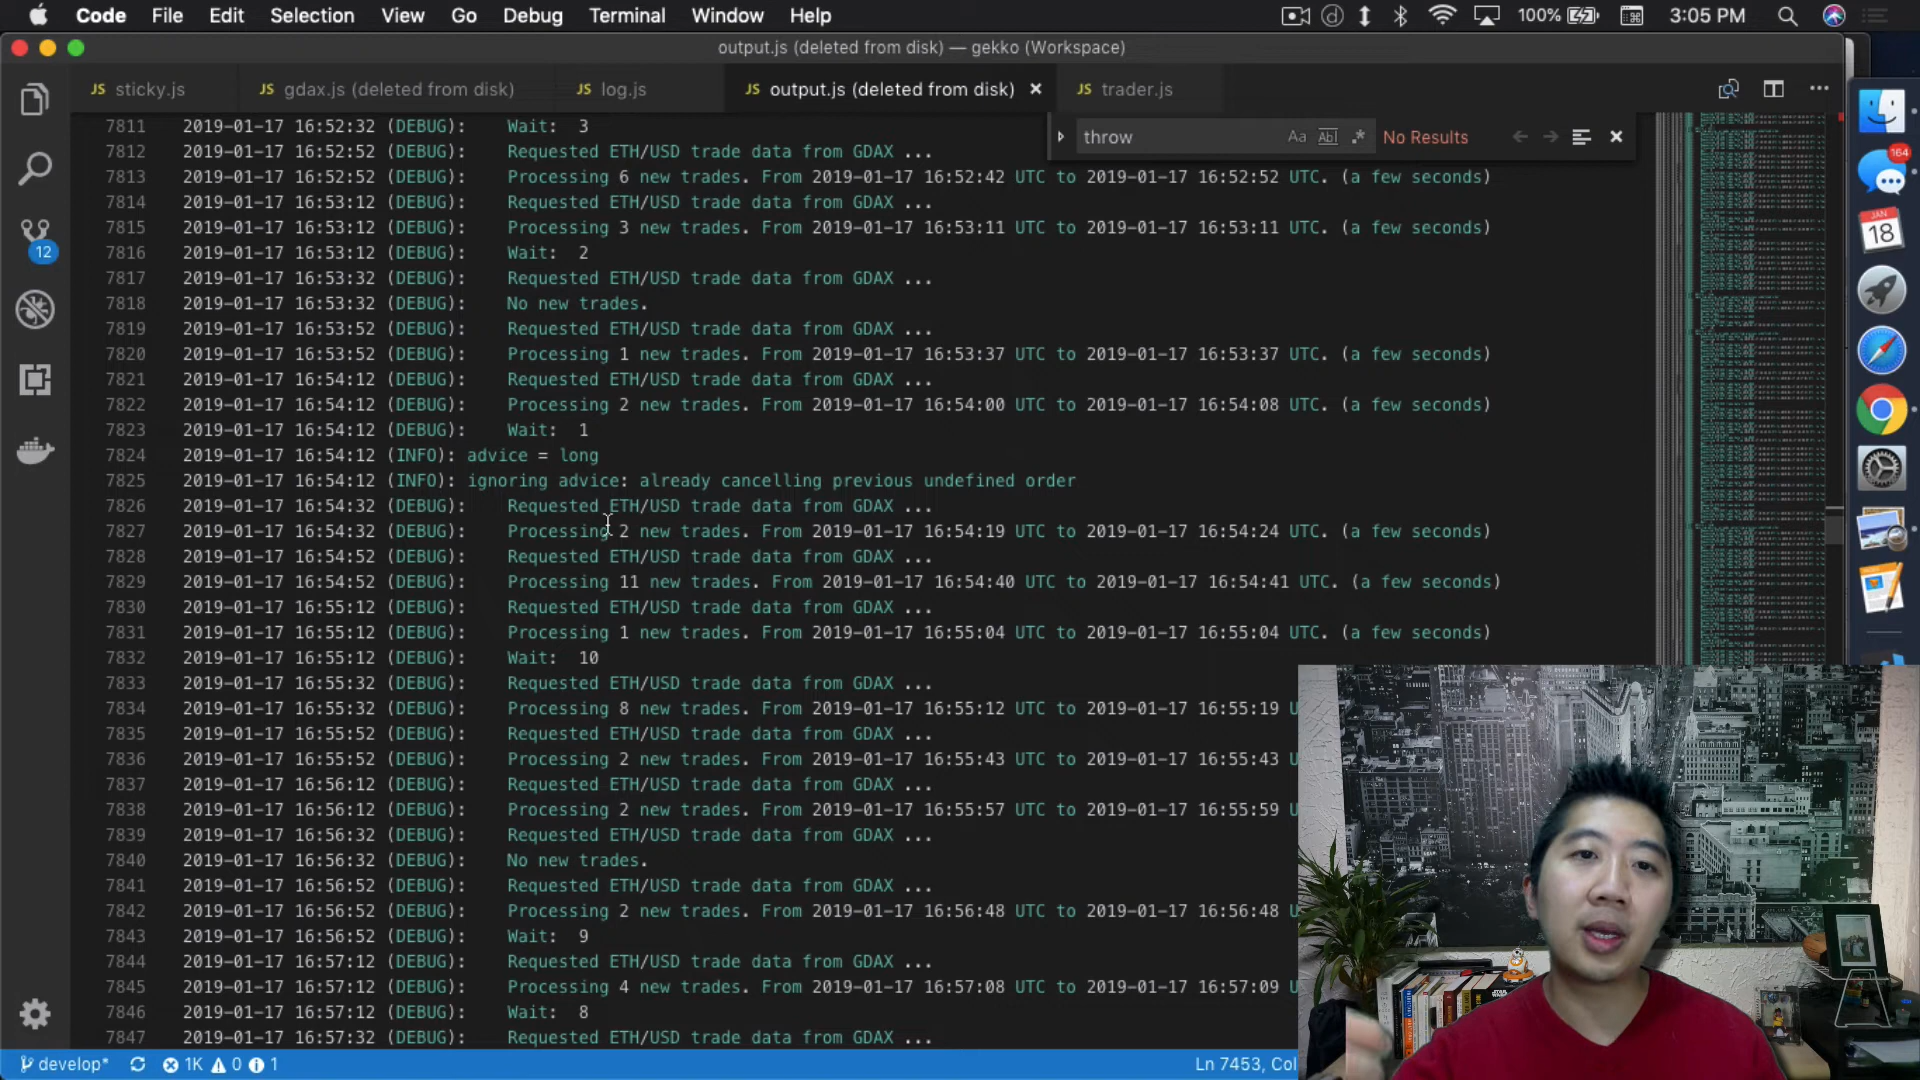 Code File Edit Selection View Go Debug Terminal Window Help 100% 3:05 PM
output.js (deleted from disk) — gekko (Workspace)
JS sticky.js JS gdax.js (deleted from disk) JS log.js JS output.js (deleted from disk) JS trader.js
throw Aa Abl .* No Results
7811 2019-01-17 16:52:32 (DEBUG): Wait: 3
7812 2019-01-17 16:52:52 (DEBUG): Requested ETH/USD trade data from GDAX ...
7813 2019-01-17 16:52:52 (DEBUG): Processing 6 new trades. From 2019-01-17 16:52:42 UTC to 2019-01-17 16:52:52 UTC. (a few seconds)
7814 2019-01-17 16:53:12 (DEBUG): Requested ETH/USD trade data from GDAX ...
7815 2019-01-17 16:53:12 (DEBUG): Processing 3 new trades. From 2019-01-17 16:53:11 UTC to 2019-01-17 16:53:11 UTC. (a few seconds)
7816 2019-01-17 16:53:12 (DEBUG): Wait: 2
7817 2019-01-17 16:53:32 (DEBUG): Requested ETH/USD trade data from GDAX ...
7818 2019-01-17 16:53:32 (DEBUG): No new trades.
7819 2019-01-17 16:53:52 (DEBUG): Requested ETH/USD trade data from GDAX ...
7820 2019-01-17 16:53:52 (DEBUG): Processing 1 new trades. From 2019-01-17 16:53:37 UTC to 2019-01-17 16:53:37 UTC. (a few seconds)
7821 2019-01-17 16:54:12 (DEBUG): Requested ETH/USD trade data from GDAX ...
7822 2019-01-17 16:54:12 (DEBUG): Processing 2 new trades. From 2019-01-17 16:54:00 UTC to 2019-01-17 16:54:08 UTC. (a few seconds)
7823 2019-01-17 16:54:12 (DEBUG): Wait: 1
7824 2019-01-17 16:54:12 (INFO): advice = long
7825 2019-01-17 16:54:12 (INFO): ignoring advice: already cancelling previous undefined order
7826 2019-01-17 16:54:32 (DEBUG): Requested ETH/USD trade data from GDAX ...
7827 2019-01-17 16:54:32 (DEBUG): Processing 2 new trades. From 2019-01-17 16:54:19 UTC to 2019-01-17 16:54:24 UTC. (a few seconds)
7828 2019-01-17 16:54:52 (DEBUG): Requested ETH/USD trade data from GDAX ...
7829 2019-01-17 16:54:52 (DEBUG): Processing 11 new trades. From 2019-01-17 16:54:40 UTC to 2019-01-17 16:54:41 UTC. (a few seconds)
7830 2019-01-17 16:55:12 (DEBUG): Requested ETH/USD trade data from GDAX ...
7831 2019-01-17 16:55:12 (DEBUG): Processing 1 new trades. From 2019-01-17 16:55:04 UTC to 2019-01-17 16:55:04 UTC. (a few seconds)
7832 2019-01-17 16:55:12 (DEBUG): Wait: 10
7833 2019-01-17 16:55:32 (DEBUG): Requested ETH/USD trade data from GDAX ...
7834 2019-01-17 16:55:32 (DEBUG): Processing 8 new trades. From 2019-01-17 16:55:12 UTC to 2019-01-17 16:55:19
7835 2019-01-17 16:55:52 (DEBUG): Requested ETH/USD trade data from GDAX ...
7836 2019-01-17 16:55:52 (DEBUG): Processing 2 new trades. From 2019-01-17 16:55:43 UTC to 2019-01-17 16:55:43
7837 2019-01-17 16:56:12 (DEBUG): Requested ETH/USD trade data from GDAX ...
7838 2019-01-17 16:56:12 (DEBUG): Processing 2 new trades. From 2019-01-17 16:55:57 UTC to 2019-01-17 16:55:59
7839 2019-01-17 16:56:32 (DEBUG): Requested ETH/USD trade data from GDAX ...
7840 2019-01-17 16:56:32 (DEBUG): No new trades.
7841 2019-01-17 16:56:52 (DEBUG): Requested ETH/USD trade data from GDAX ...
7842 2019-01-17 16:56:52 (DEBUG): Processing 2 new trades. From 2019-01-17 16:56:48 UTC to 2019-01-17 16:56:48
7843 2019-01-17 16:56:52 (DEBUG): Wait: 9
7844 2019-01-17 16:57:12 (DEBUG): Requested ETH/USD trade data from GDAX ...
7845 2019-01-17 16:57:12 (DEBUG): Processing 4 new trades. From 2019-01-17 16:57:08 UTC to 2019-01-17 16:57:09
7846 2019-01-17 16:57:12 (DEBUG): Wait: 8
7847 2019-01-17 16:57:32 (DEBUG): Requested ETH/USD trade data from GDAX ...
12
164
JAN
18
develop* 1K 0 1 Ln 7453, Col